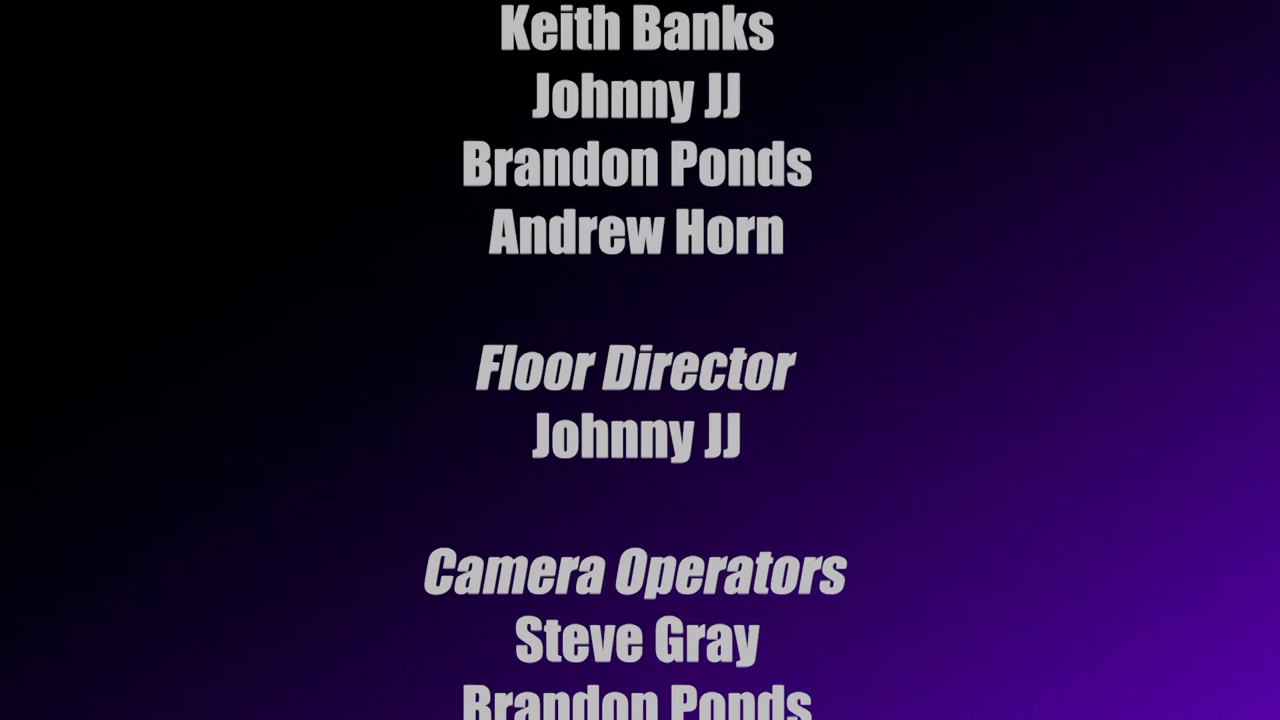 Keith Banks
Johnny JJ
Brandon Ponds
Andrew Horn
Floor Director
Johnny JJ
Camera Operators
Steve Gray
Brandon Ponds